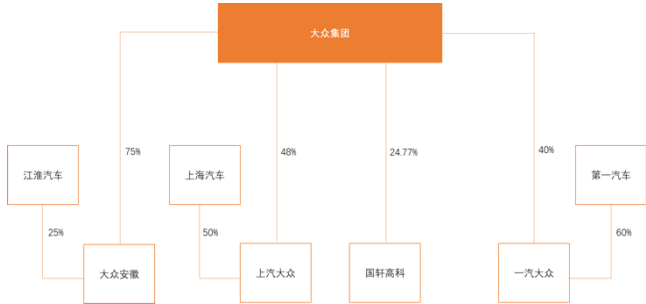 大众集团
75%
48%
24.77%
40%
江淮汽车
上海汽车
第一汽车
25%
50%
60%
大众安徽
上汽大众
国轩高科
一汽大众